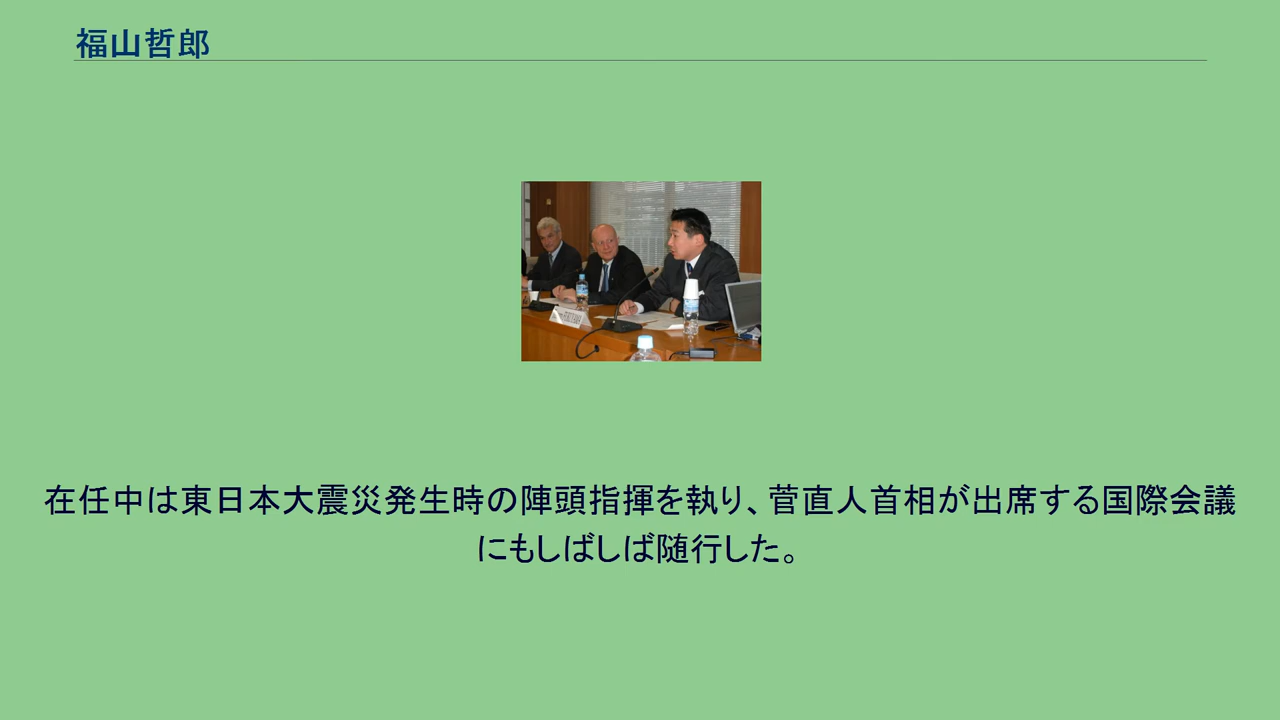 福山哲郎
在任中は東日本大震災発生時の陣頭指揮を執り、菅直人首相が出席する国際会議
にもしばしば随行した。